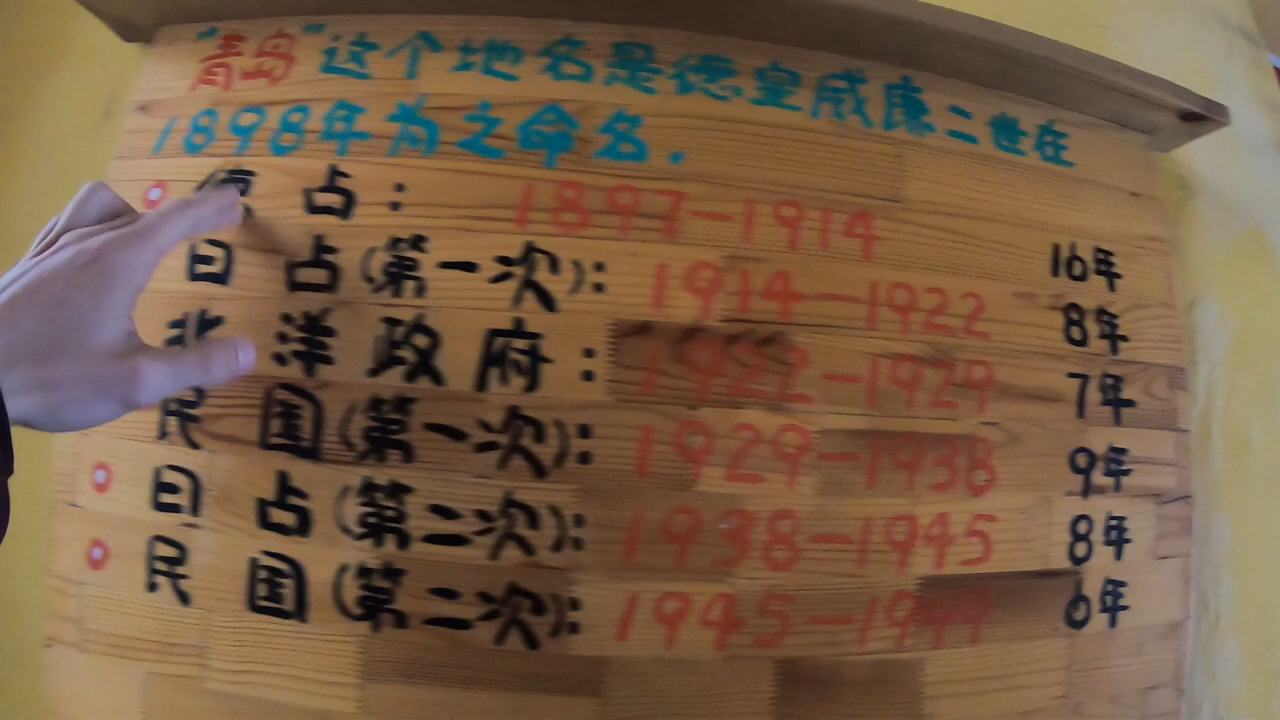 “青岛”这个地名是德皇威廉二世在
1898年为之命名.
德占: 1897-1914 16年
日占(第一次): 1914-1922 8年
北洋政府: 1922-1929 7年
民国(第一次): 1929-1938 9年
日占(第二次): 1938-1945 8年
民国(第二次): 1945-1949 6年